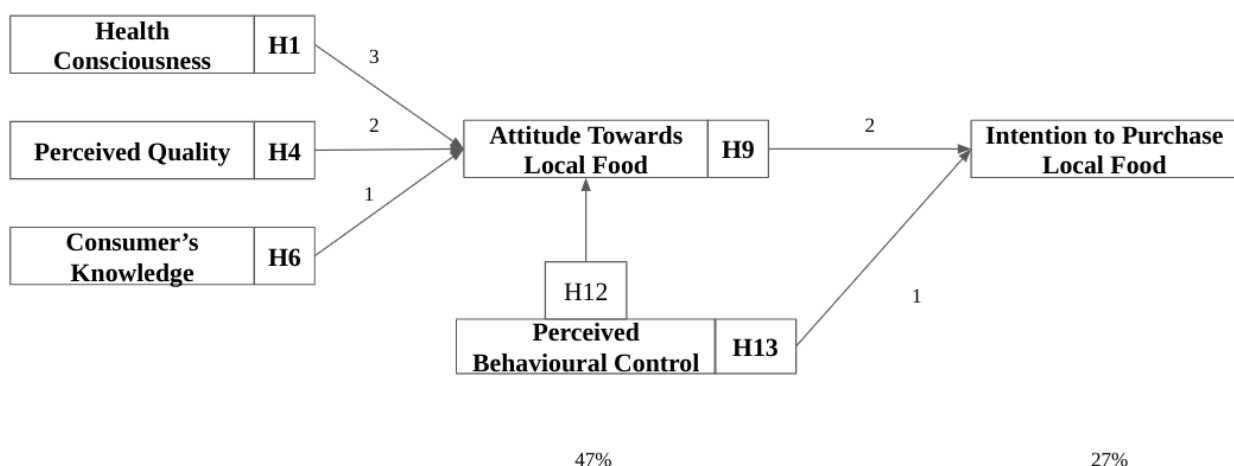 Health
Consciousness
H1
3
Perceived Quality
H4
2
Consumer’s
Knowledge
H6
1
Attitude Towards
Local Food
H9
2
Intention to Purchase
Local Food
H12
Perceived
Behavioural Control
H13
1
47%
27%